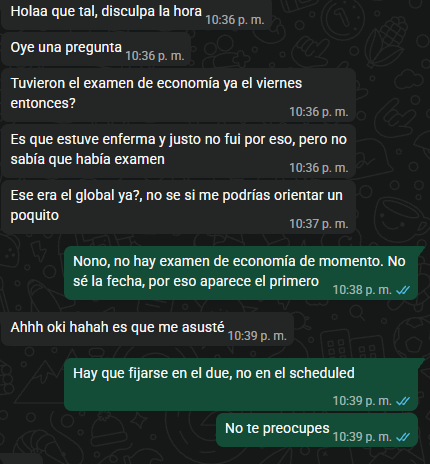 Holaa que tal, disculpa la hora 10:36 p. m.
Oye una pregunta
10:36 p. m.
Tuvieron el examen de economía ya el viernes
entonces?
10:36 p. m.
Es que estuve enferma y justo no fui por eso, pero no
sabía que había examen
10:36 p. m.
Ese era el global ya?, no se si me podrías orientar un
poquito
10:37 p. m.
Nono, no hay examen de economía de momento. No
sé la fecha, por eso aparece el primero 10:38 p. m.
Ahhh oki hahah es que me asusté 10:39 p. m.
Hay que fijarse en el due, no en el scheduled
10:39 p. m.
No te preocupes 10:39 p. m.